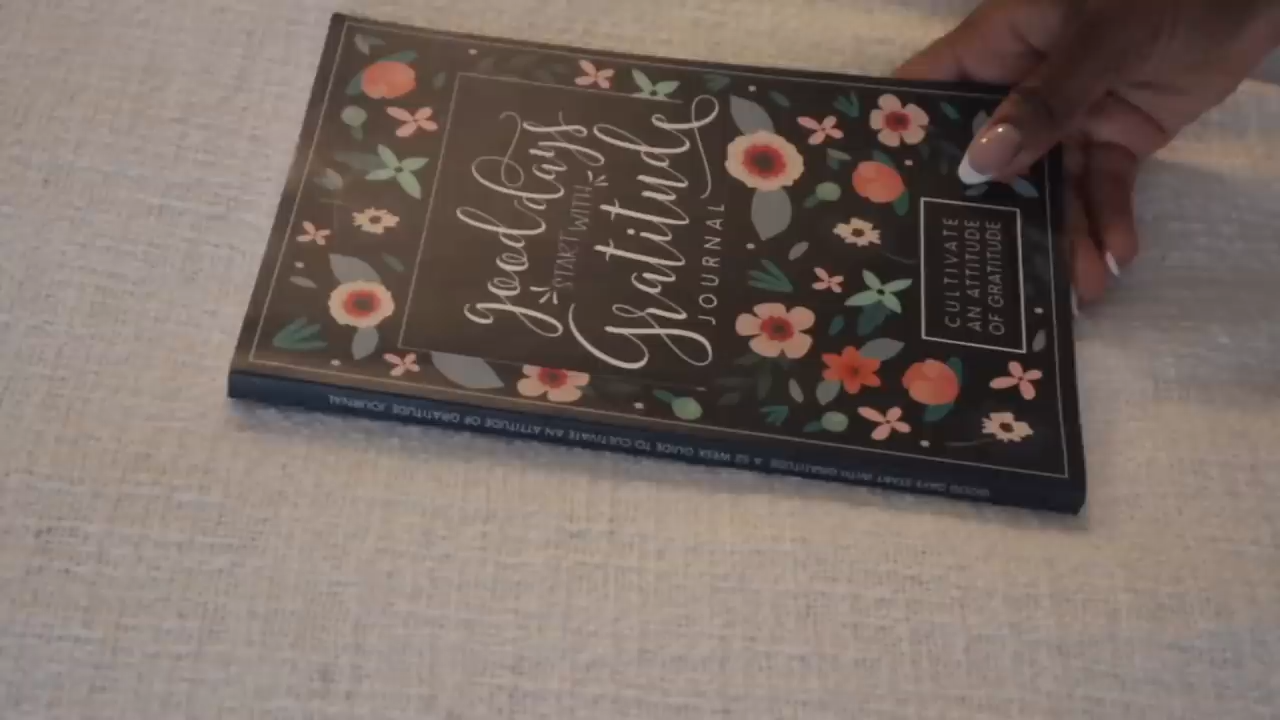 good days
START WITH
Gratitude
JOURNAL
CULTIVATE
AN ATTITUDE
OF GRATITUDE
GOOD DAYS START WITH GRATITUDE A 52 WEEK GUIDE TO CULTIVATE AN ATTITUDE OF GRATITUDE JOURNAL